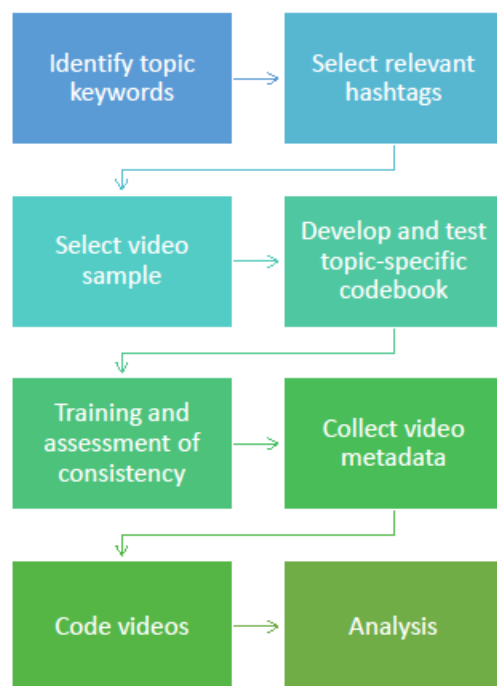 Identify topic
keywords
Select relevant
hashtags
Select video
sample
Develop and test
topic-specific
codebook
Training and
assessment of
consistency
Collect video
metadata
Code videos
Analysis